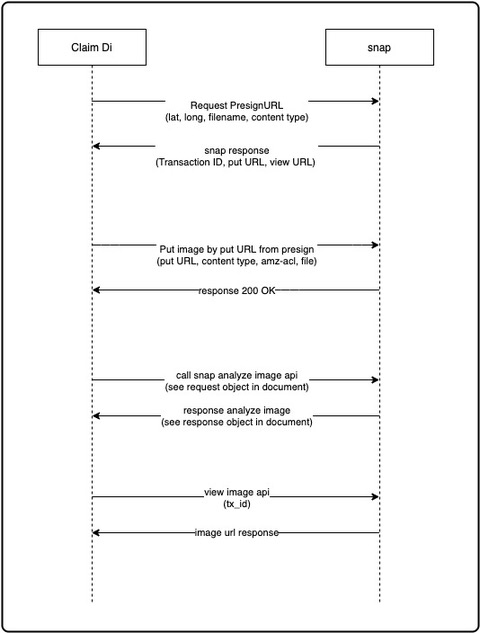 Claim Di
snap
Request PresignURL
(lat, long, filename, content type)
snap response
(Transaction ID, put URL, view URL)
Put image by put URL from presign
(put URL, content type, amz-acl, file)
response 200 OK
call snap analyze image api
(see request object in document)
response analyze image
(see response object in document)
view image api
(tx_id)
image url response